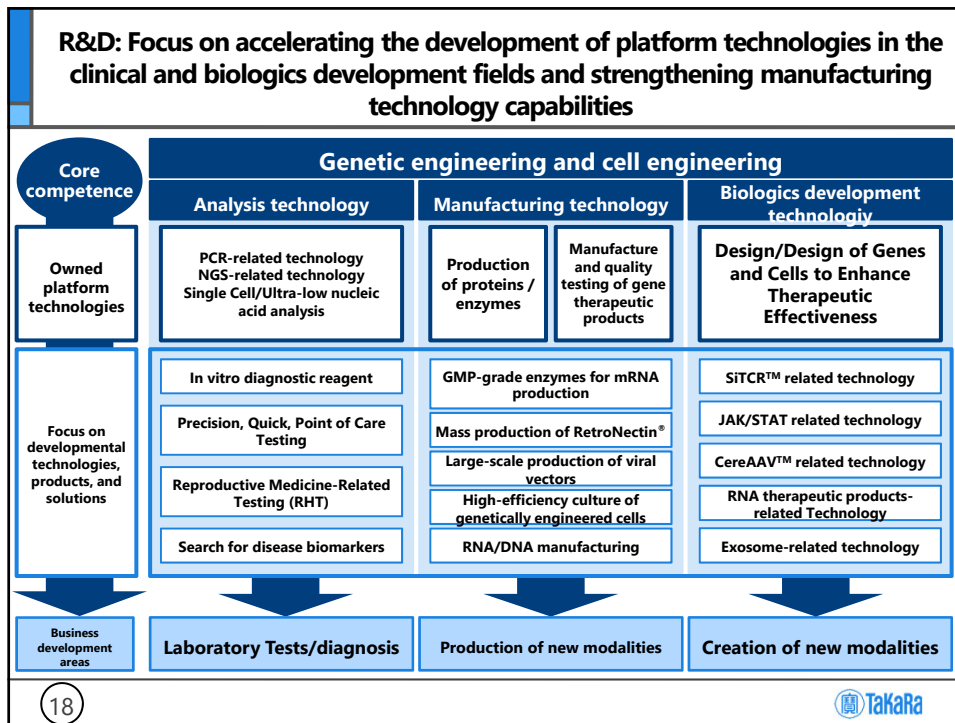 R&D: Focus on accelerating the development of platform technologies in the
clinical and biologics development fields and strengthening manufacturing
technology capabilities
Core
competence
Genetic engineering and cell engineering
Analysis technology
Manufacturing technology
Biologics development
technologiy
Owned
platform
technologies
PCR-related technology
NGS-related technology
Single Cell/Ultra-low nucleic
acid analysis
Production
of proteins /
enzymes
Manufacture
and quality
testing of gene
therapeutic
products
Design/Design of Genes
and Cells to Enhance
Therapeutic
Effectiveness
Focus on
developmental
technologies,
products, and
solutions
In vitro diagnostic reagent
Precision, Quick, Point of Care
Testing
Reproductive Medicine-Related
Testing (RHT)
Search for disease biomarkers
GMP-grade enzymes for mRNA
production
Mass production of RetroNectin®
Large-scale production of viral
vectors
High-efficiency culture of
genetically engineered cells
RNA/DNA manufacturing
SiTCR™ related technology
JAK/STAT related technology
CereAAV™ related technology
RNA therapeutic products-
related Technology
Exosome-related technology
Business
development
areas
Laboratory Tests/diagnosis
Production of new modalities
Creation of new modalities
18
寶 TaKaRa